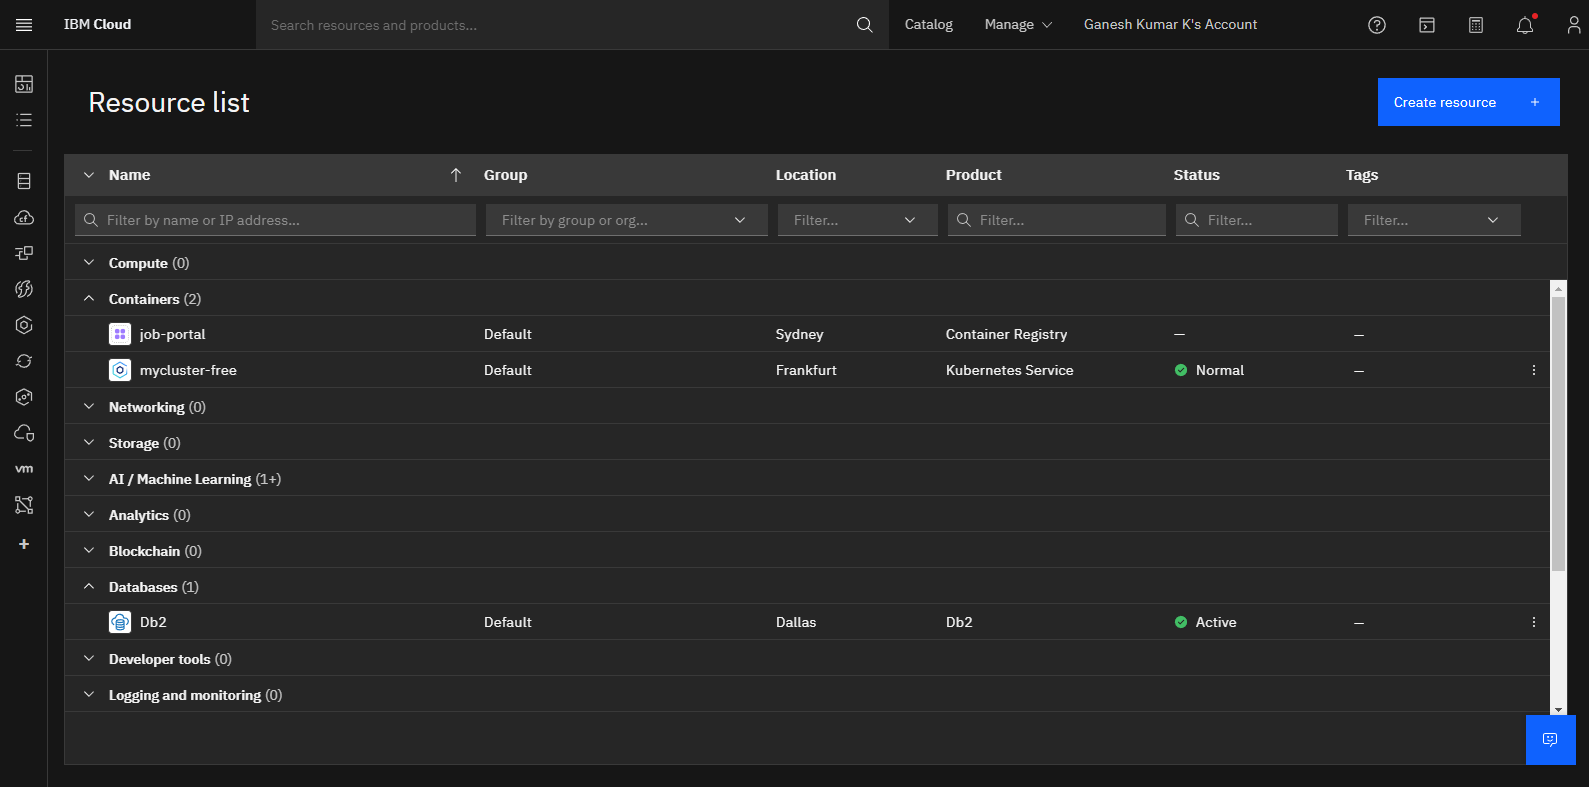 IBM Cloud
Search resources and products...
Catalog
Manage
Ganesh Kumar K's Account
Resource list
Create resource +
Name Group Location Product Status Tags
Filter by name or IP address... Filter by group or org... Filter... Filter... Filter... Filter...
Compute (0)
Containers (2)
job-portal Default Sydney Container Registry — —
mycluster-free Default Frankfurt Kubernetes Service Normal —
Networking (0)
Storage (0)
AI / Machine Learning (1+)
vm
Analytics (0)
Blockchain (0)
Databases (1)
Db2 Default Dallas Db2 Active —
Developer tools (0)
Logging and monitoring (0)